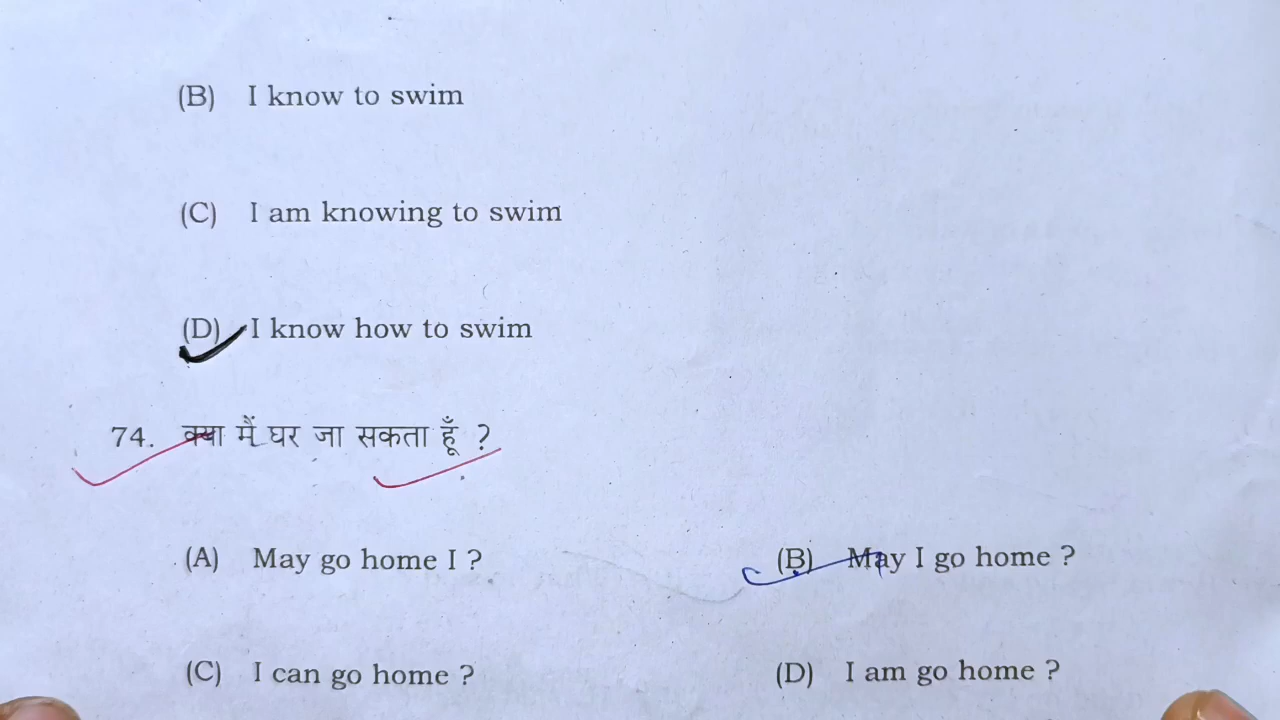 (B) I know to swim
(C) I am knowing to swim
(D) I know how to swim
74. क्या मैं घर जा सकता हूँ ?
(A) May go home I ? (B) May I go home ?
(C) I can go home ? (D) I am go home ?